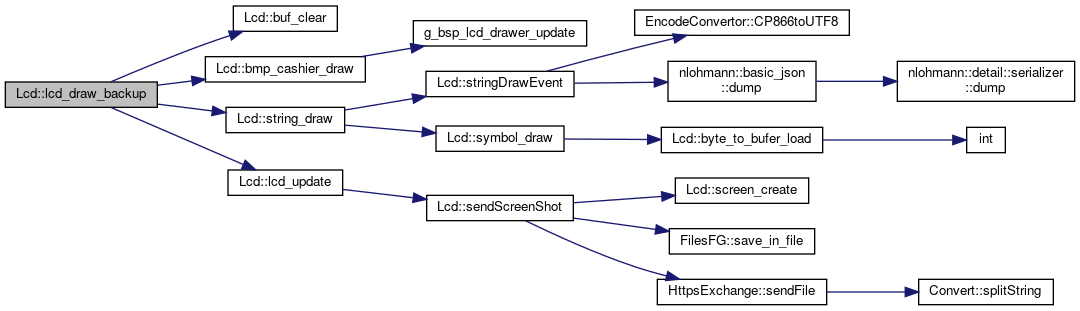 Lcd::lcd_draw_backup
Lcd::buf_clear
Lcd::bmp_cashier_draw
g_bsp_lcd_drawer_update
Lcd::string_draw
Lcd::stringDrawEvent
EncodeConvertor::CP866toUTF8
nlohmann::basic_json
::dump
nlohmann::detail::serializer
::dump
Lcd::symbol_draw
Lcd::byte_to_bufer_load
int
Lcd::lcd_update
Lcd::sendScreenShot
Lcd::screen_create
FilesFG::save_in_file
HttpsExchange::sendFile
Convert::splitString